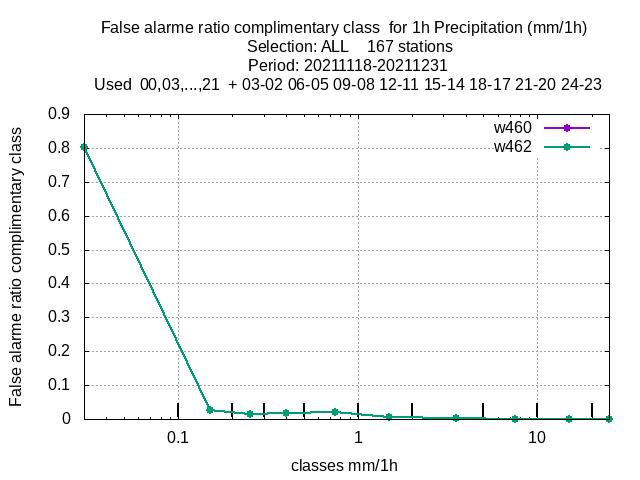 False alarme ratio complimentary class  for 1h Precipitation (mm/1h)
Selection: ALL    167 stations
Period: 20211118-20211231
Used  00,03,...,21  + 03-02 06-05 09-08 12-11 15-14 18-17 21-20 24-23
0.9
0.8
0.7
0.6
0.5
0.4
0.3
0.2
0.1
0
False alarme ratio complimentary class
w460
w462
0.1
1
10
classes mm/1h